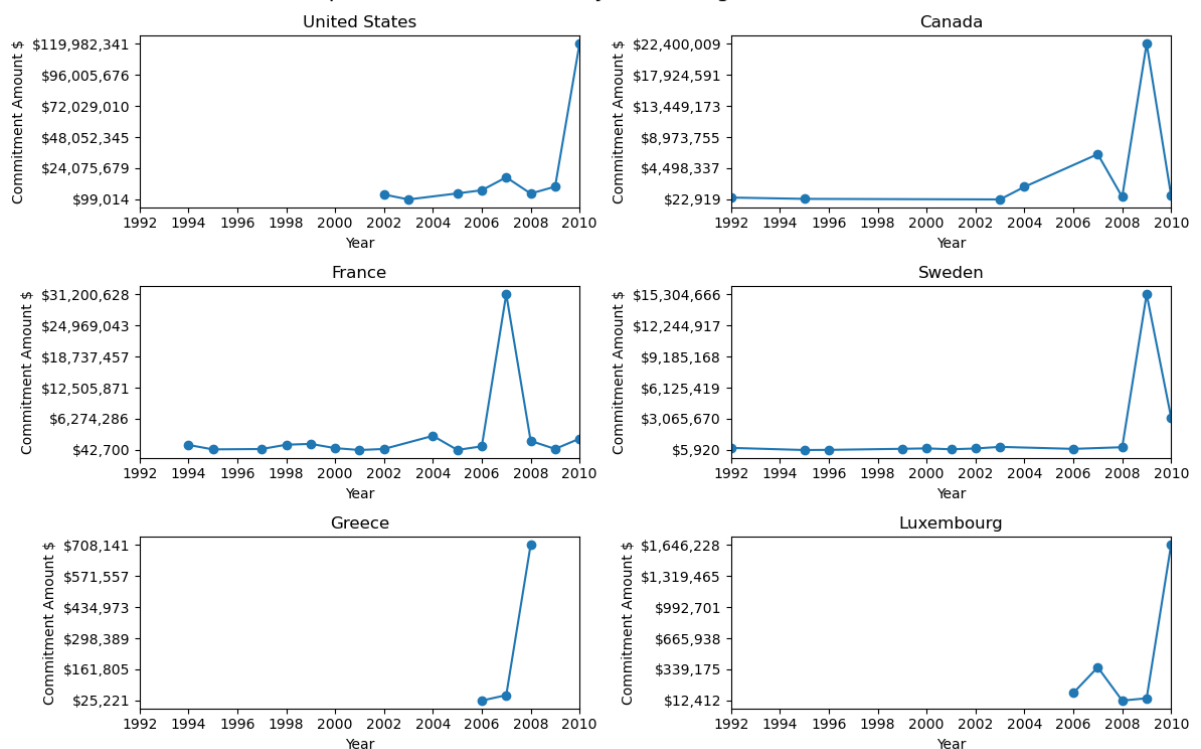 United States
Commitment Amount $
$119,982,341
$96,005,676
$72,029,010
$48,052,345
$24,075,679
$99,014
1992 1994 1996 1998 2000 2002 2004 2006 2008 2010
Year
Canada
Commitment Amount $
$22,400,009
$17,924,591
$13,449,173
$8,973,755
$4,498,337
$22,919
1992 1994 1996 1998 2000 2002 2004 2006 2008 2010
Year
France
Commitment Amount $
$31,200,628
$24,969,043
$18,737,457
$12,505,871
$6,274,286
$42,700
1992 1994 1996 1998 2000 2002 2004 2006 2008 2010
Year
Sweden
Commitment Amount $
$15,304,666
$12,244,917
$9,185,168
$6,125,419
$3,065,670
$5,920
1992 1994 1996 1998 2000 2002 2004 2006 2008 2010
Year
Greece
Commitment Amount $
$708,141
$571,557
$434,973
$298,389
$161,805
$25,221
1992 1994 1996 1998 2000 2002 2004 2006 2008 2010
Year
Luxembourg
Commitment Amount $
$1,646,228
$1,319,465
$992,701
$665,938
$339,175
$12,412
1992 1994 1996 1998 2000 2002 2004 2006 2008 2010
Year